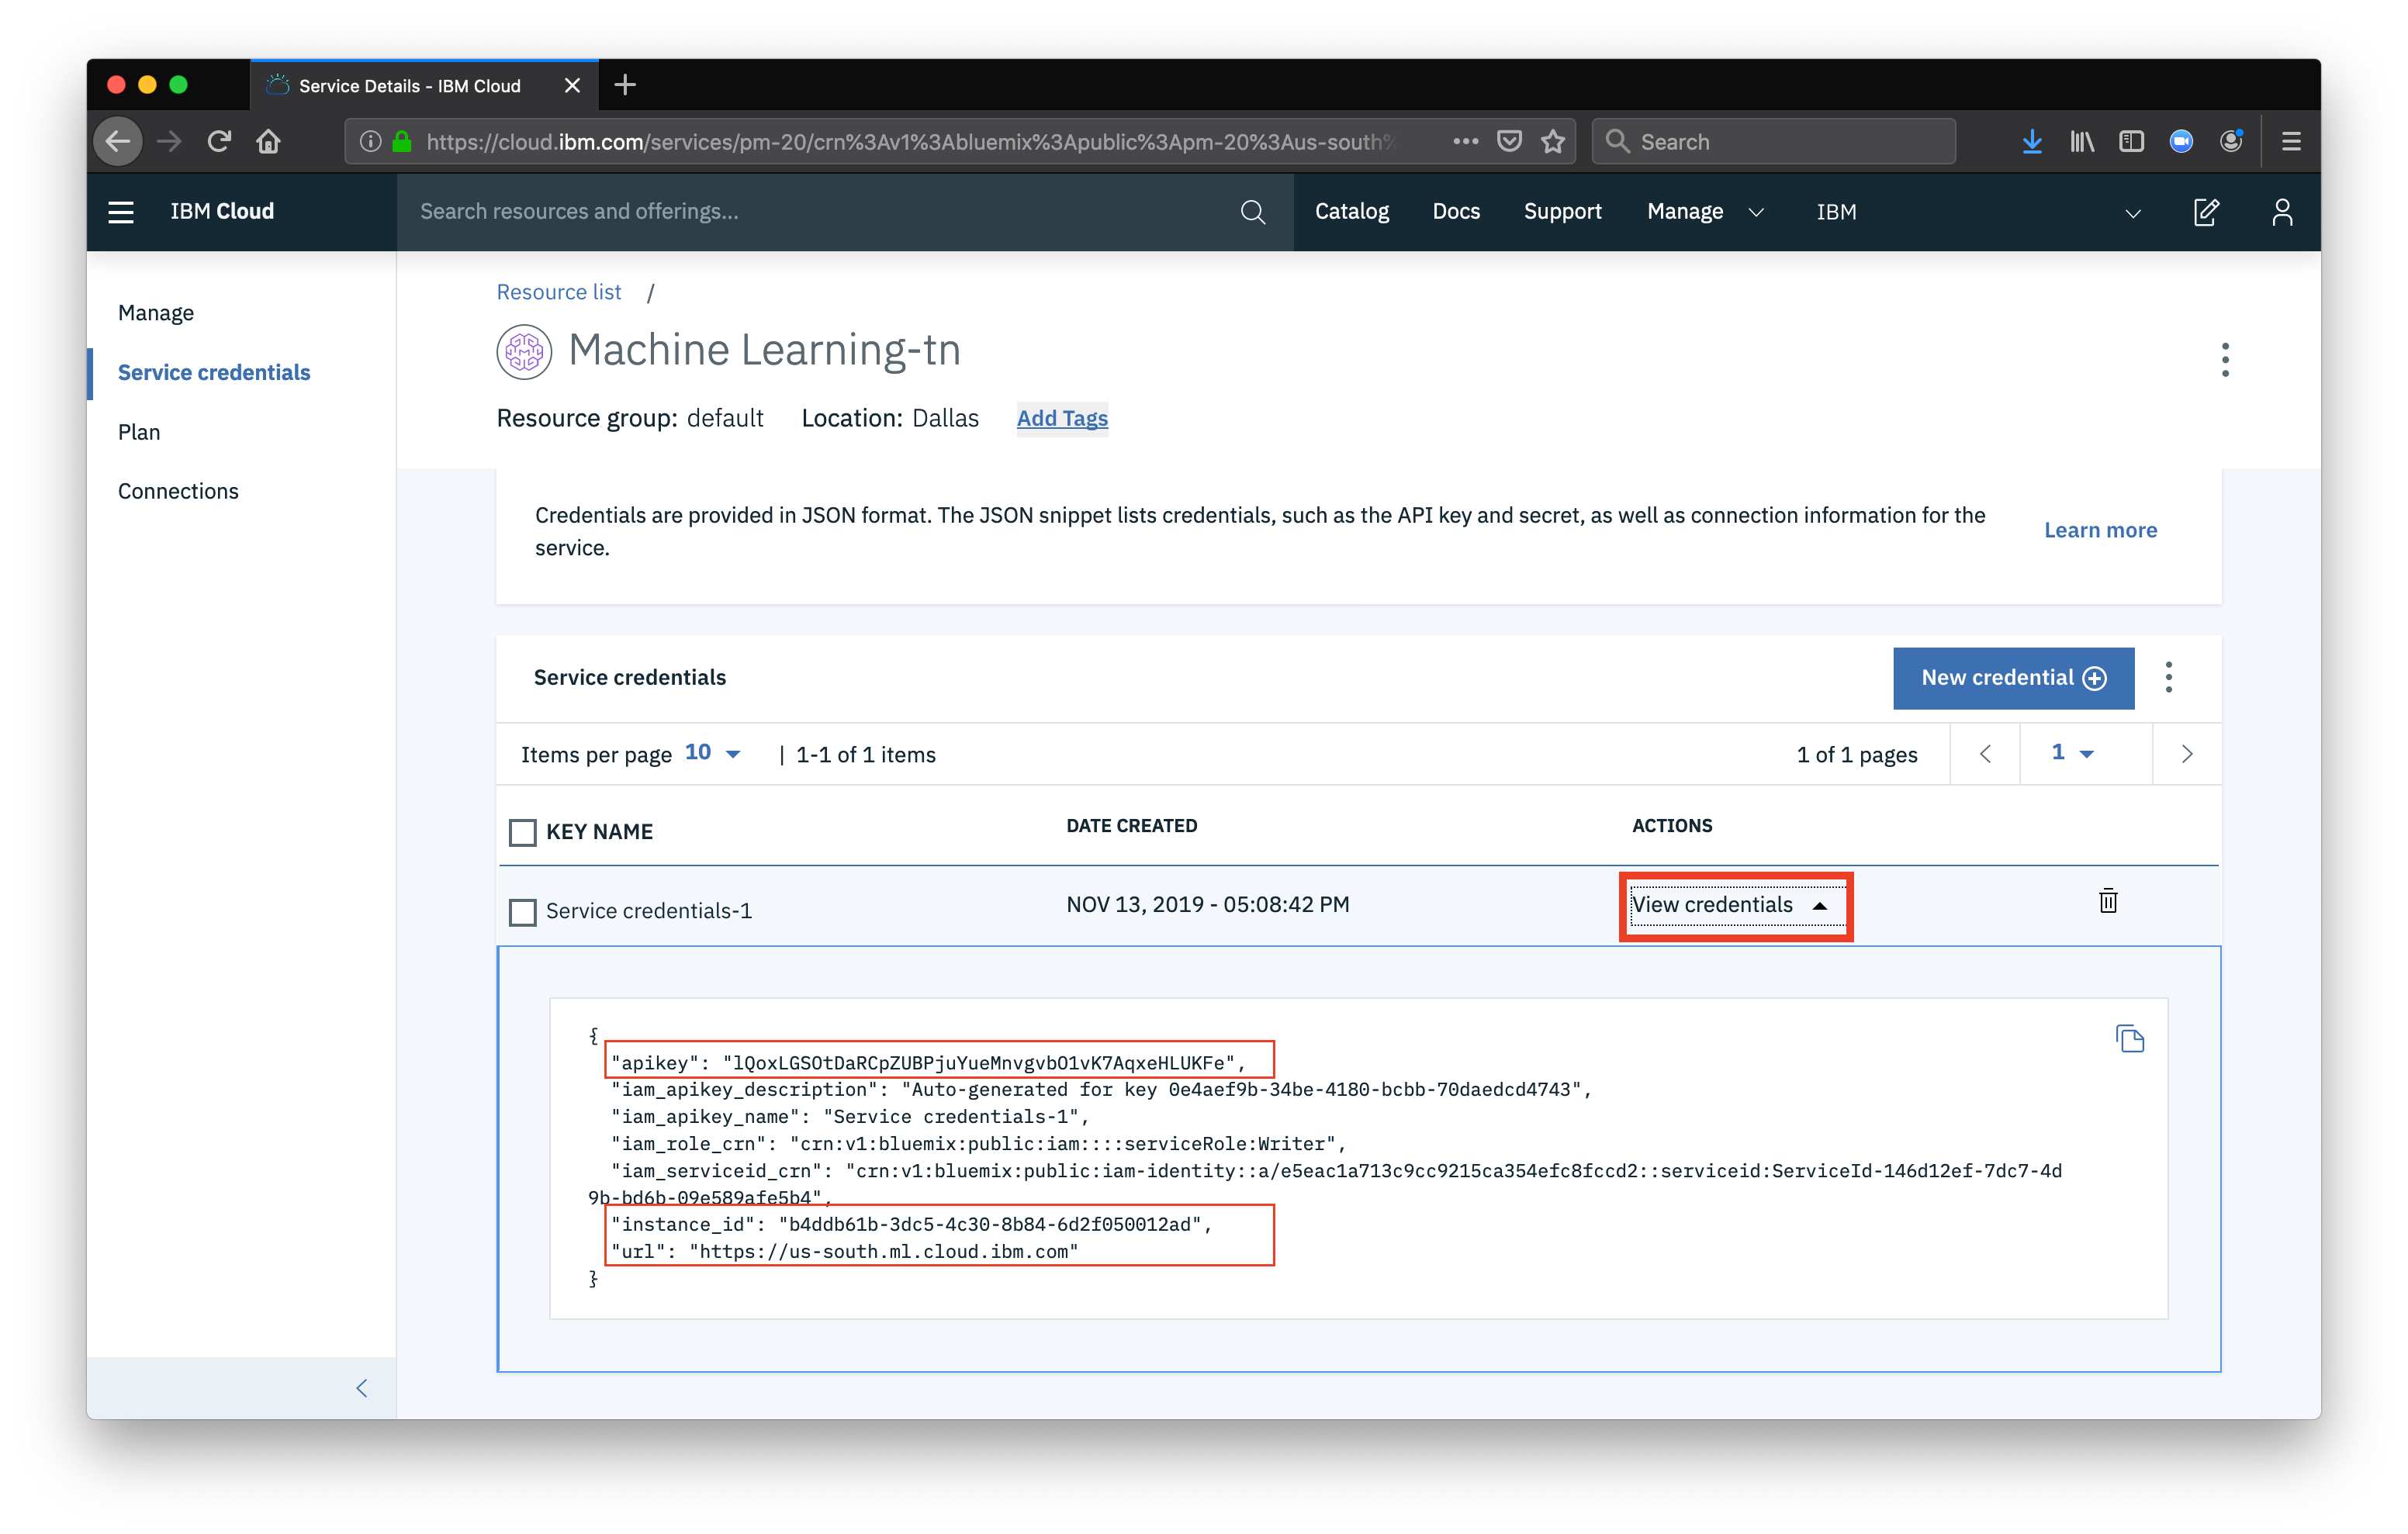 Service Details - IBM Cloud
https://cloud.ibm.com/services/pm-20/crn%3Av1%3Abluemix%3Apublic%3Apm-20%3Aus-south%
Search
IBM Cloud
Search resources and offerings...
Catalog
Docs
Support
Manage
IBM
Manage
Service credentials
Plan
Connections
Resource list /
Machine Learning-tn
Resource group: default Location: Dallas Add Tags
Credentials are provided in JSON format. The JSON snippet lists credentials, such as the API key and secret, as well as connection information for the
service.
Learn more
Service credentials
New credential
Items per page 10 | 1-1 of 1 items
1 of 1 pages
1
KEY NAME
DATE CREATED
ACTIONS
Service credentials-1
NOV 13, 2019 - 05:08:42 PM
View credentials
{
"apikey": "lQoxLGSOtDaRCpZUBPjuYueMnvgvbO1vK7AqxeHLUKFe",
"iam_apikey_description": "Auto-generated for key 0e4aef9b-34be-4180-bcbb-70daedcd4743",
"iam_apikey_name": "Service credentials-1",
"iam_role_crn": "crn:v1:bluemix:public:iam::::serviceRole:Writer",
"iam_serviceid_crn": "crn:v1:bluemix:public:iam-identity::a/e5eac1a713c9cc9215ca354efc8fccd2::serviceid:ServiceId-146d12ef-7dc7-4d
9b-bd6b-09e589afe5b4",
"instance_id": "b4ddb61b-3dc5-4c30-8b84-6d2f050012ad",
"url": "https://us-south.ml.cloud.ibm.com"
}